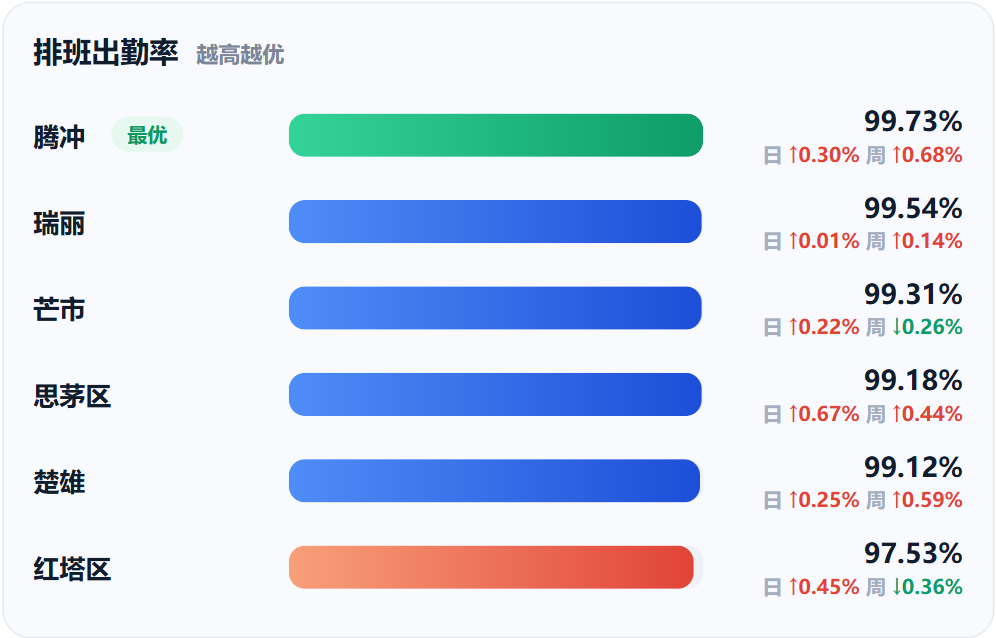 排班出勤率 越高越优
腾冲 最优 99.73%
日 ↑0.30% 周 ↑0.68%
瑞丽 99.54%
日 ↑0.01% 周 ↑0.14%
芒市 99.31%
日 ↑0.22% 周 ↓0.26%
思茅区 99.18%
日 ↑0.67% 周 ↑0.44%
楚雄 99.12%
日 ↑0.25% 周 ↑0.59%
红塔区 97.53%
日 ↑0.45% 周 ↓0.36%